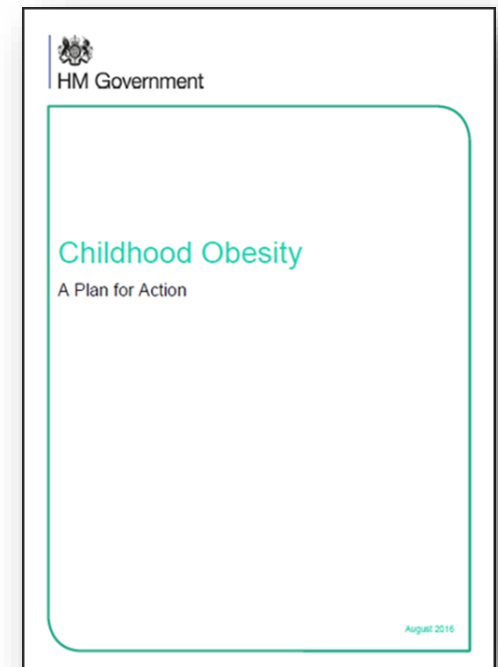 HM Government
Childhood Obesity
A Plan for Action
August 2016